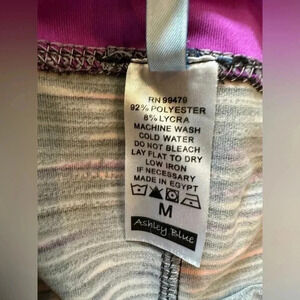 RN 99479
92% POLYESTER
8% LYCRA
MACHINE WASH
COLD WATER
DO NOT BLEACH
LAY FLAT TO DRY
LOW IRON
IF NECESSARY
MADE IN EGYPT
M
Ashley Blue